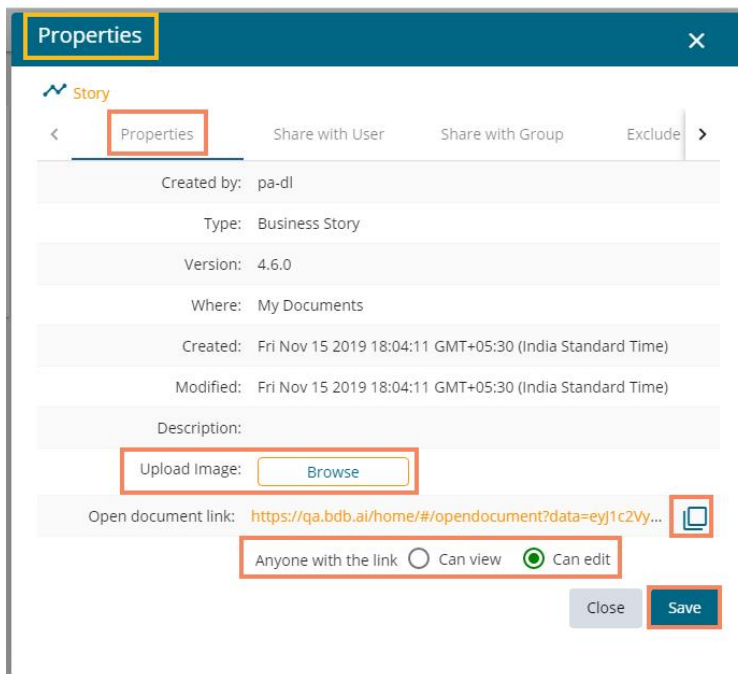 Properties
Story
Properties Share with User Share with Group Exclude
Created by: pa-dl
Type: Business Story
Version: 4.6.0
Where: My Documents
Created: Fri Nov 15 2019 18:04:11 GMT+05:30 (India Standard Time)
Modified: Fri Nov 15 2019 18:04:11 GMT+05:30 (India Standard Time)
Description:
Upload Image: Browse
Open document link: https://qa.bdb.ai/home/#/opendocument?data=eyJ1c2Vy...
Anyone with the link Can view Can edit
Close Save